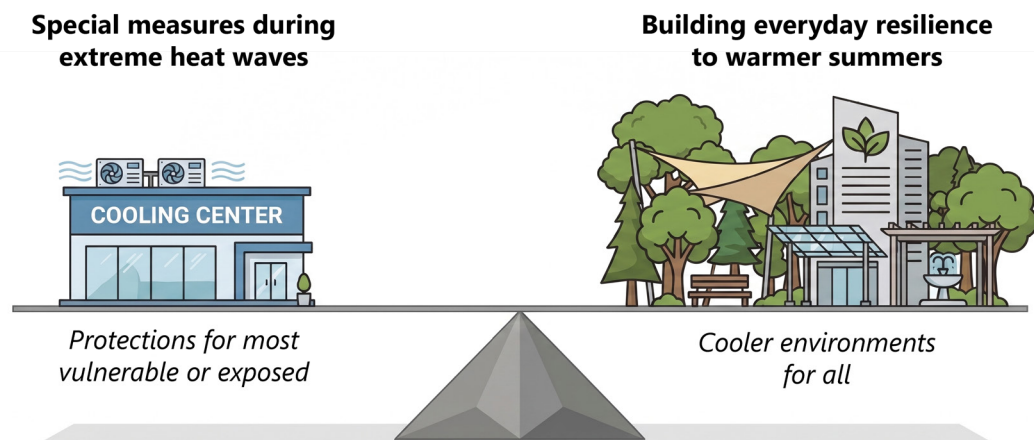 Special measures during
extreme heat waves
Building everyday resilience
to warmer summers
COOLING CENTER
Protections for most
vulnerable or exposed
Cooler environments
for all